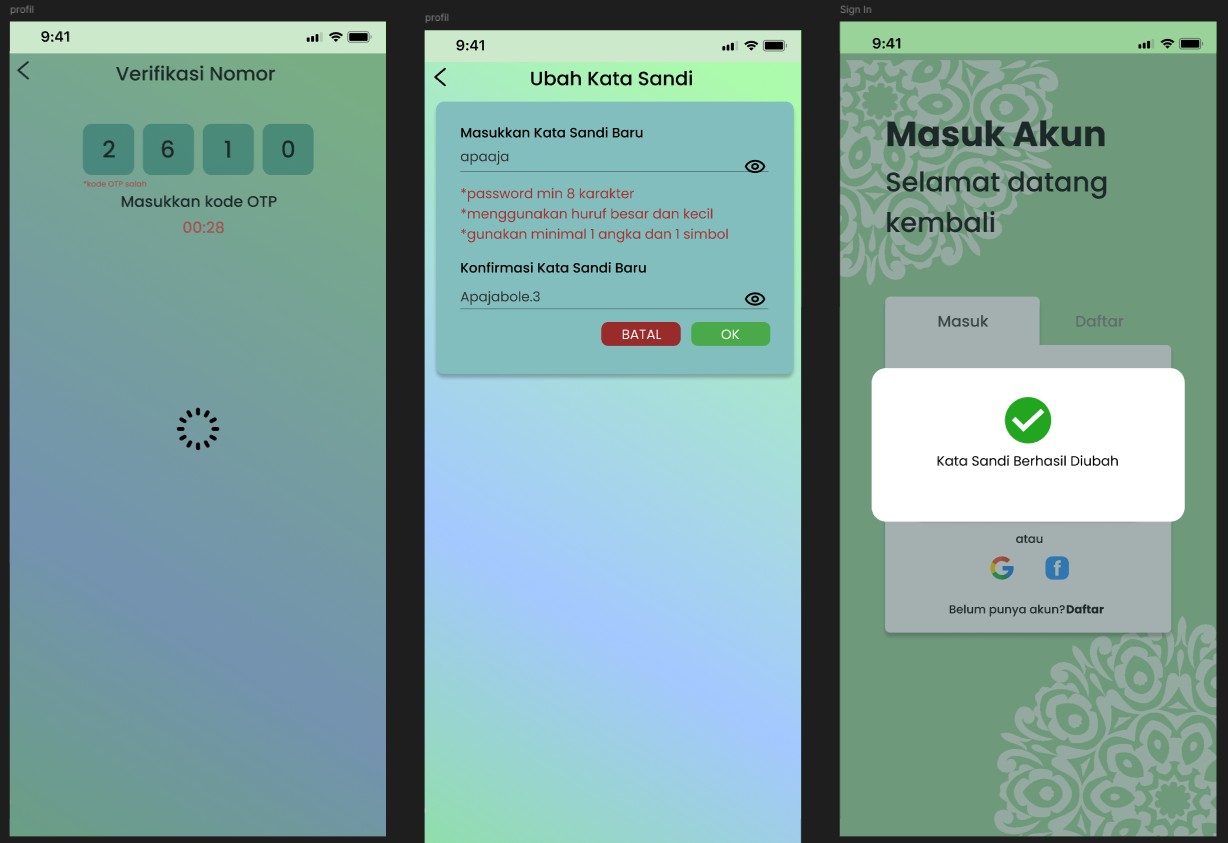 profil
9:41
Verifikasi Nomor
2 6 1 0
*kode OTP salah
Masukkan kode OTP
00:28
profil
9:41
Ubah Kata Sandi
Masukkan Kata Sandi Baru
apaaja
*password min 8 karakter
*menggunakan huruf besar dan kecil
*gunakan minimal 1 angka dan 1 simbol
Konfirmasi Kata Sandi Baru
Apajabole.3
BATAL OK
Sign In
9:41
Masuk Akun
Selamat datang
kembali
Masuk Daftar
Kata Sandi Berhasil Diubah
atau
Belum punya akun?Daftar